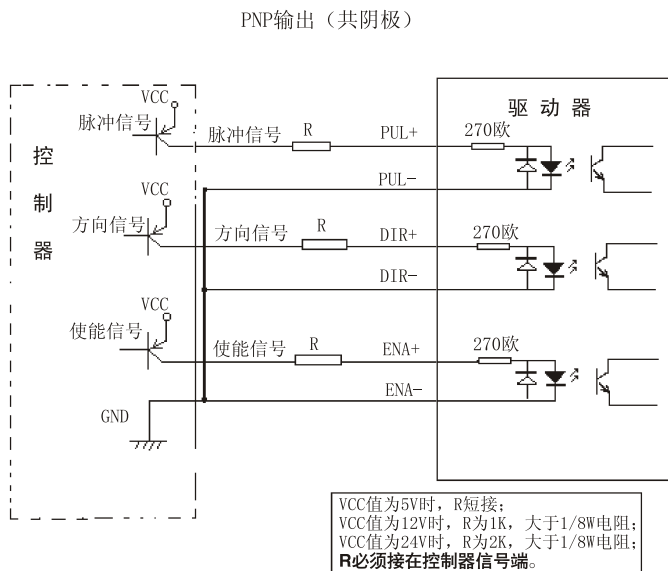 PNP输出（共阴极）
控制器
驱动器
VCC
脉冲信号
脉冲信号
R
PUL+
270欧
PUL-
VCC
方向信号
方向信号
R
DIR+
270欧
DIR-
VCC
使能信号
使能信号
R
ENA+
270欧
ENA-
GND
VCC值为5V时，R短接；
VCC值为12V时，R为1K，大于1/8W电阻；
VCC值为24V时，R为2K，大于1/8W电阻；
R必须接在控制器信号端。